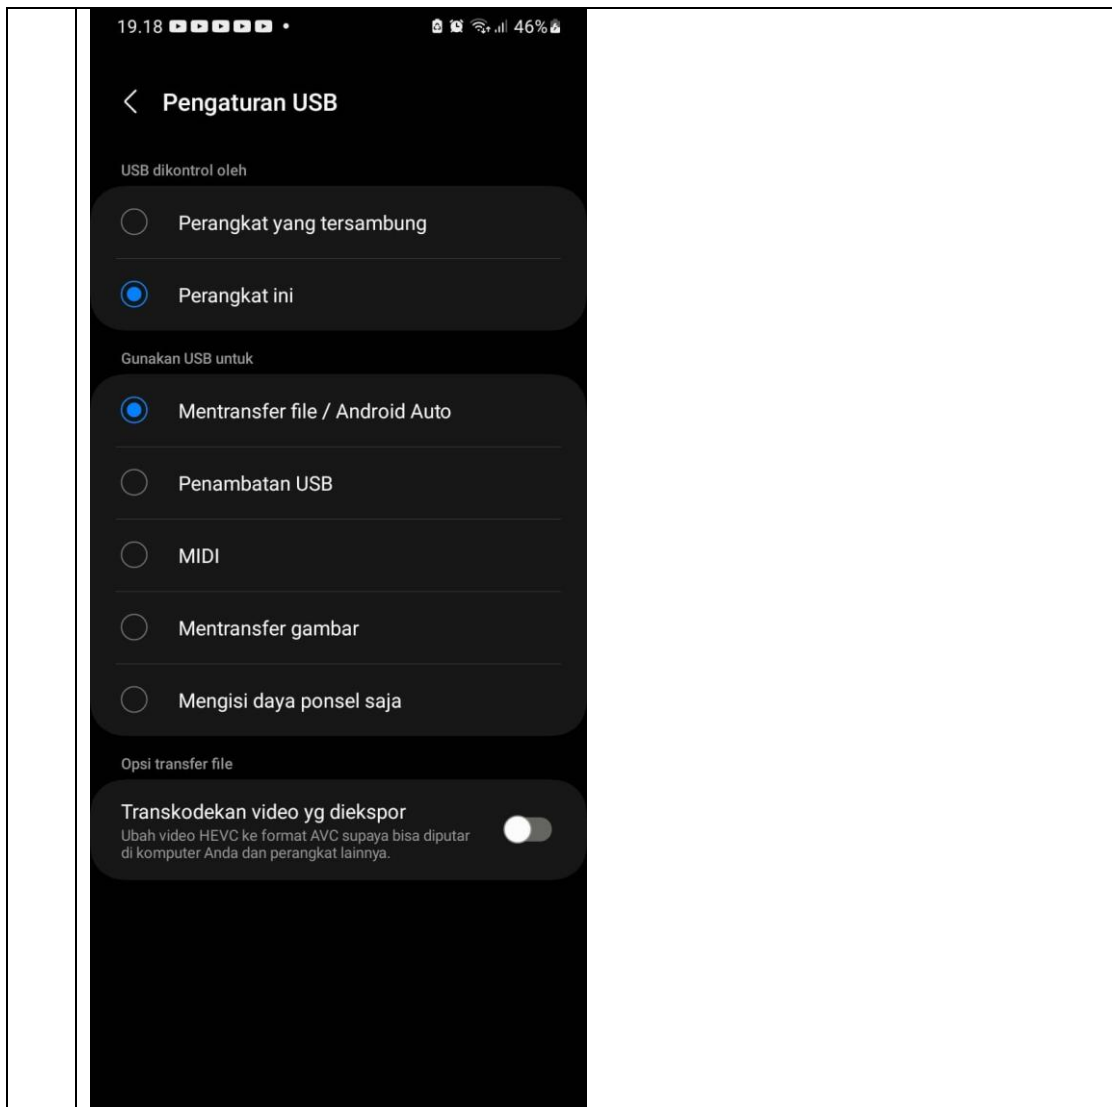 19.18 46%
Pengaturan USB
USB dikontrol oleh
Perangkat yang tersambung
Perangkat ini
Gunakan USB untuk
Mentransfer file / Android Auto
Penambatan USB
MIDI
Mentransfer gambar
Mengisi daya ponsel saja
Opsi transfer file
Transkodekan video yg diekspor
Ubah video HEVC ke format AVC supaya bisa diputar
di komputer Anda dan perangkat lainnya.